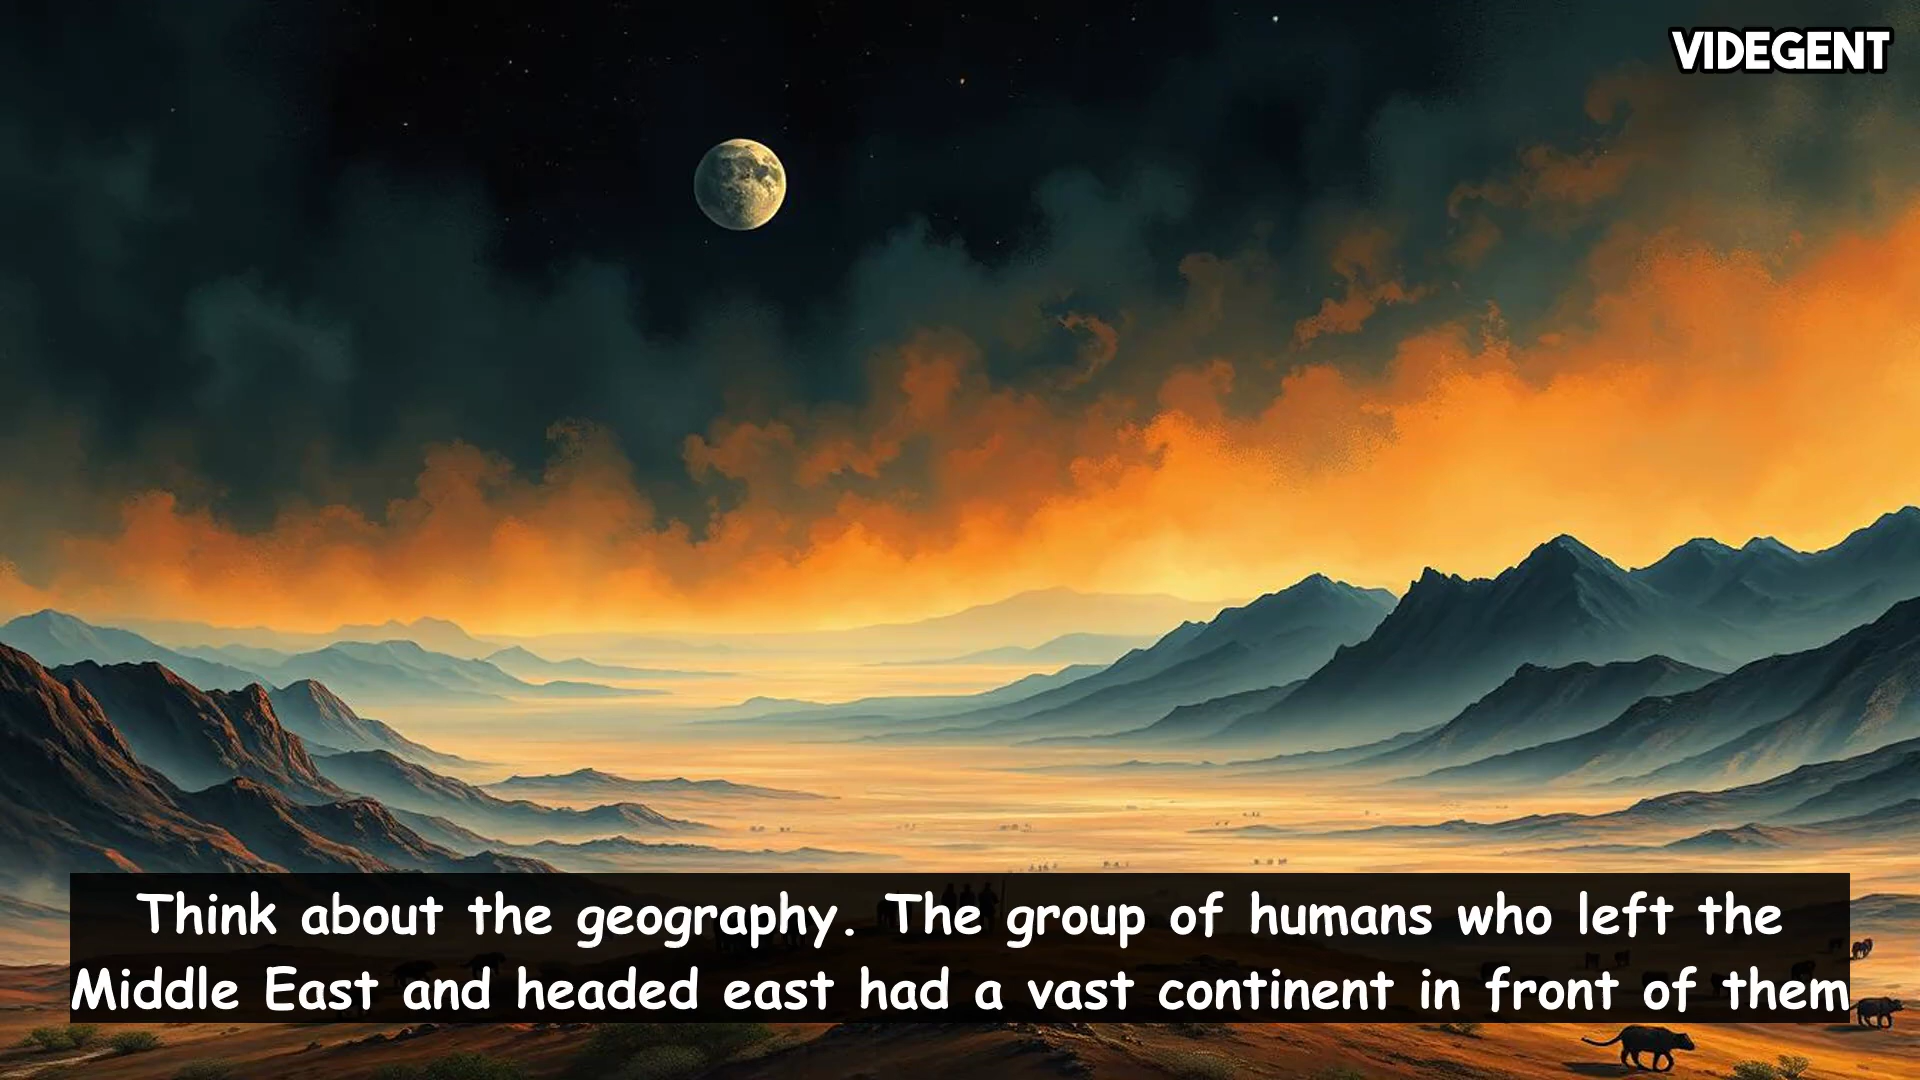 VIDEGENT
Think about the geography. The group of humans who left the
Middle East and headed east had a vast continent in front of them